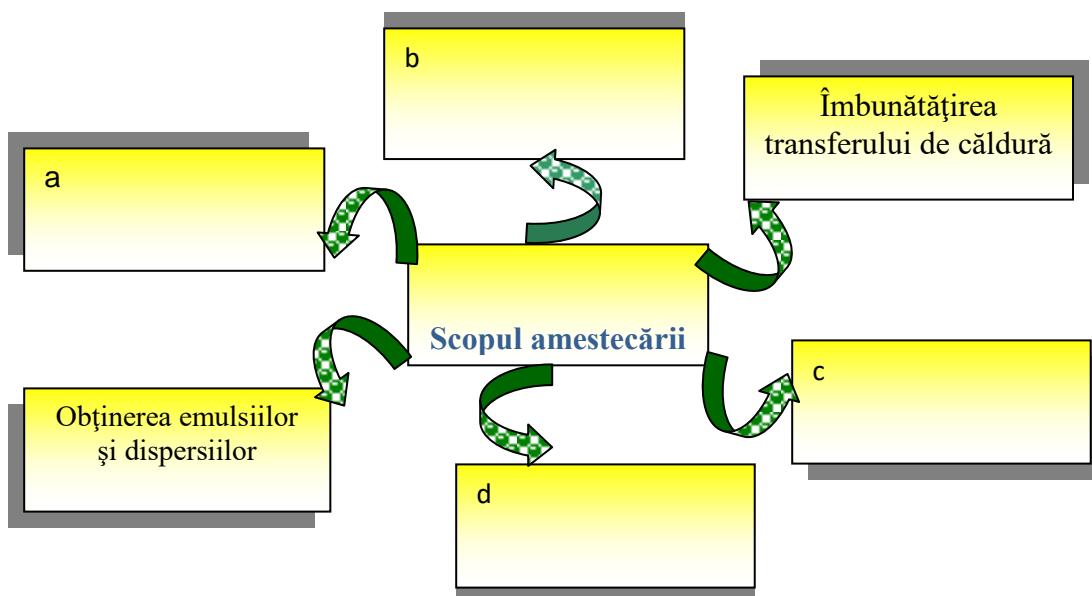 b
Îmbunătăţirea
transferului de căldură
a
Scopul amestecării
c
Obţinerea emulsiilor
şi dispersiilor
d